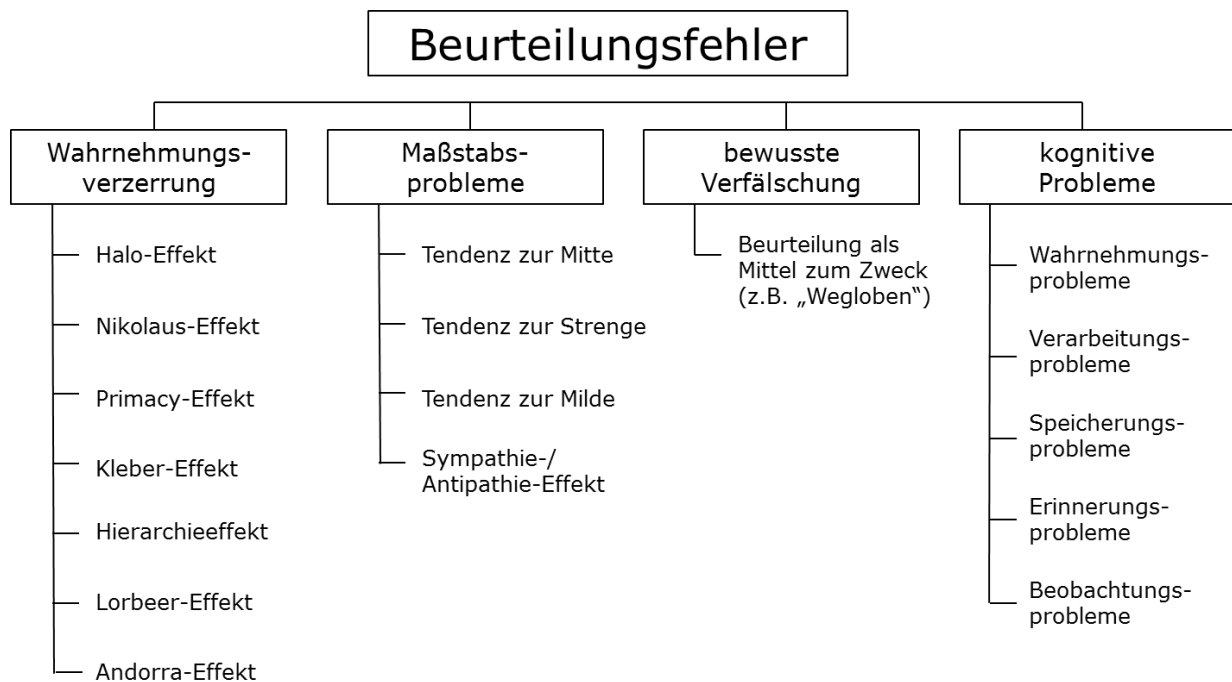 Beurteilungsfehler
Wahrnehmungs-
verzerrung
Halo-Effekt
Nikolaus-Effekt
Primacy-Effekt
Kleber-Effekt
Hierarchieeffekt
Lorbeer-Effekt
Andorra-Effekt
Maßstabs-
probleme
Tendenz zur Mitte
Tendenz zur Strenge
Tendenz zur Milde
Sympathie-/
Antipathie-Effekt
bewusste
Verfälschung
Beurteilung als
Mittel zum Zweck
(z.B. „Wegloben“)
kognitive
Probleme
Wahrnehmungs-
probleme
Verarbeitungs-
probleme
Speicherungs-
probleme
Erinnerungs-
probleme
Beobachtungs-
probleme